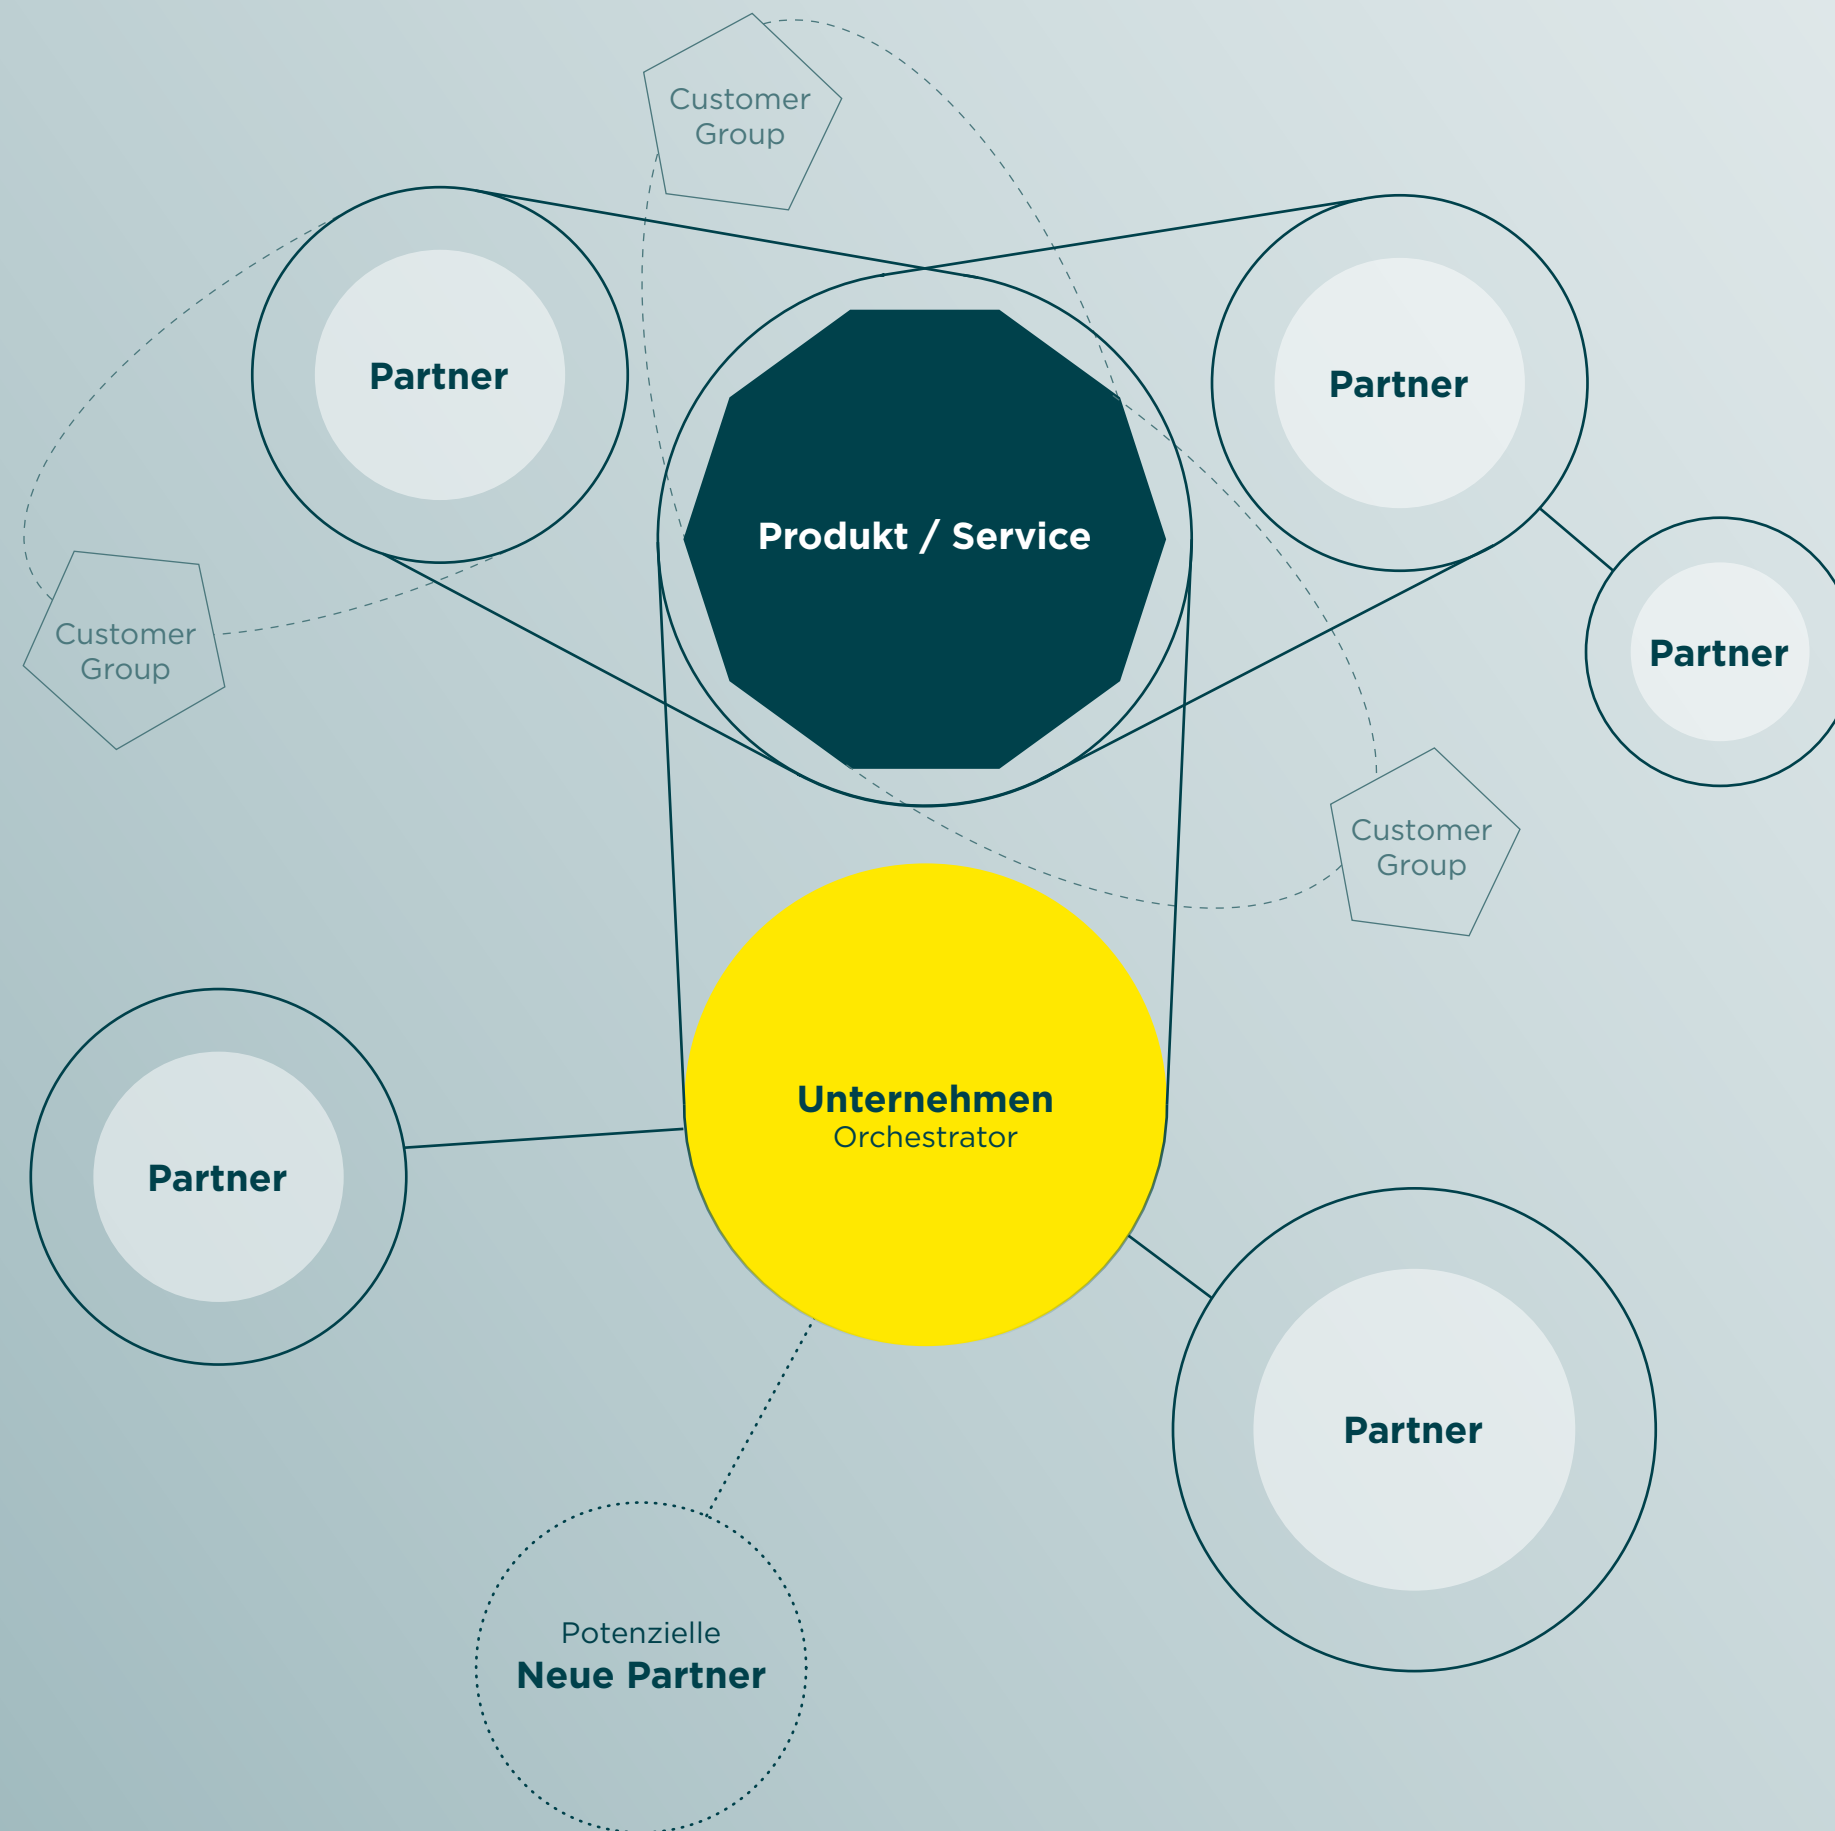 Customer
Group
Partner
Partner
Produkt / Service
Customer
Group
Partner
Customer
Group
Unternehmen
Orchestrator
Partner
Partner
Potenzielle
Neue Partner